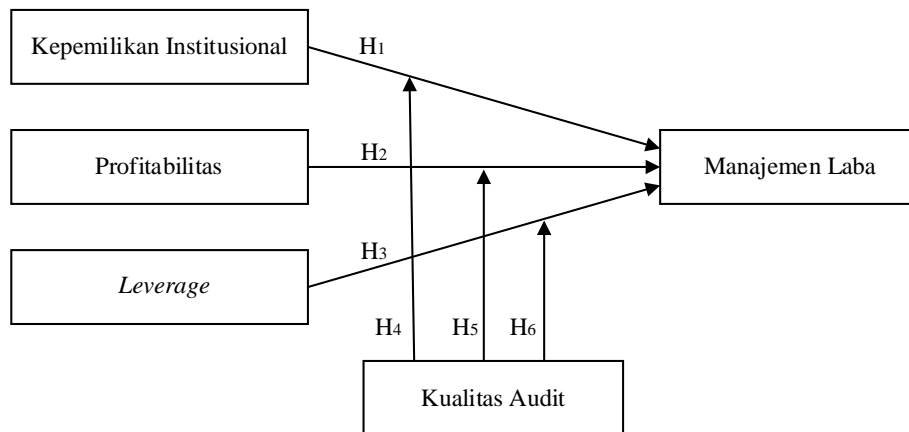 Kepemilikan Institusional
H1
Profitabilitas
H2
Manajemen Laba
H3
Leverage
H4
H5
H6
Kualitas Audit